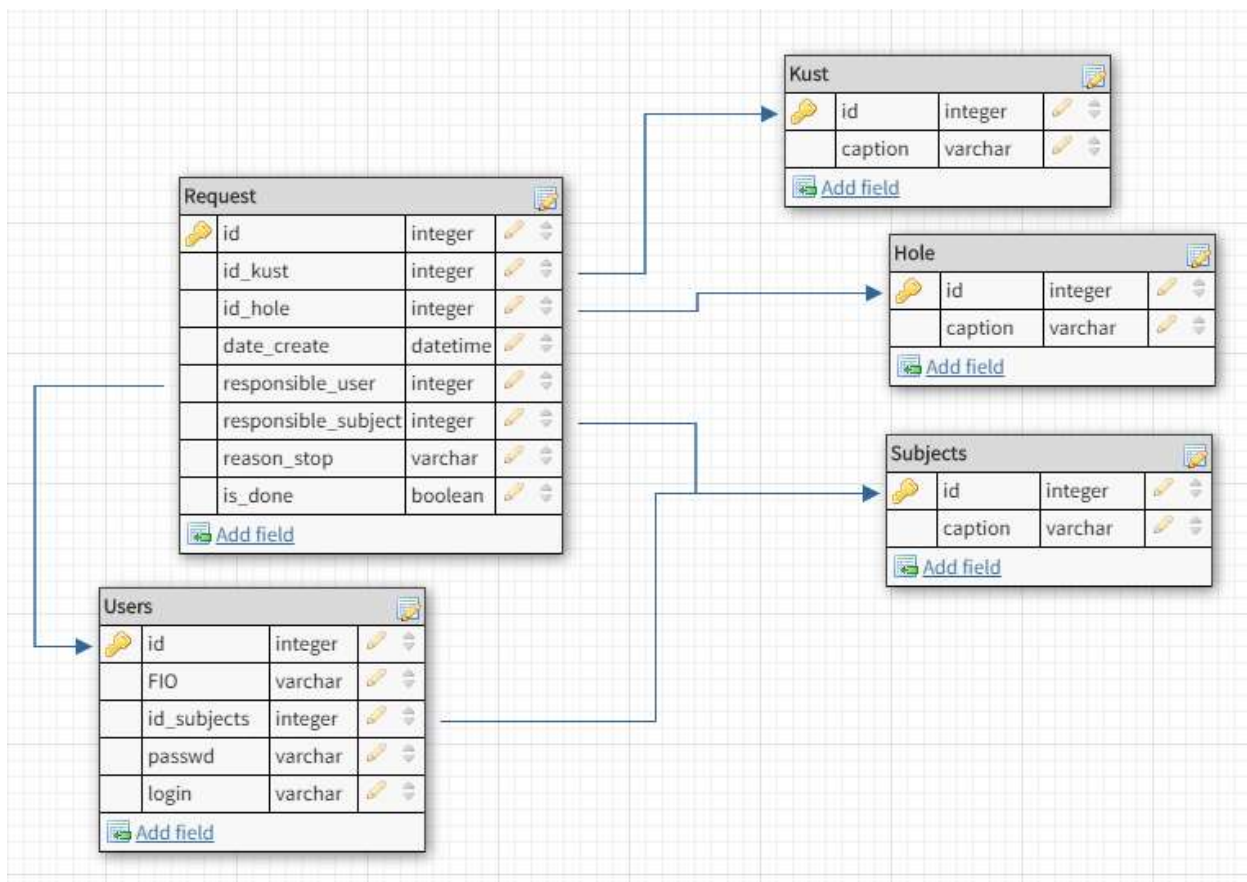 Kust
id integer
caption varchar
Add field
Request
id integer
id_kust integer
id_hole integer
date_create datetime
responsible_user integer
responsible_subject integer
reason_stop varchar
is_done boolean
Add field
Hole
id integer
caption varchar
Add field
Subjects
id integer
caption varchar
Add field
Users
id integer
FIO varchar
id_subjects integer
passwd varchar
login varchar
Add field